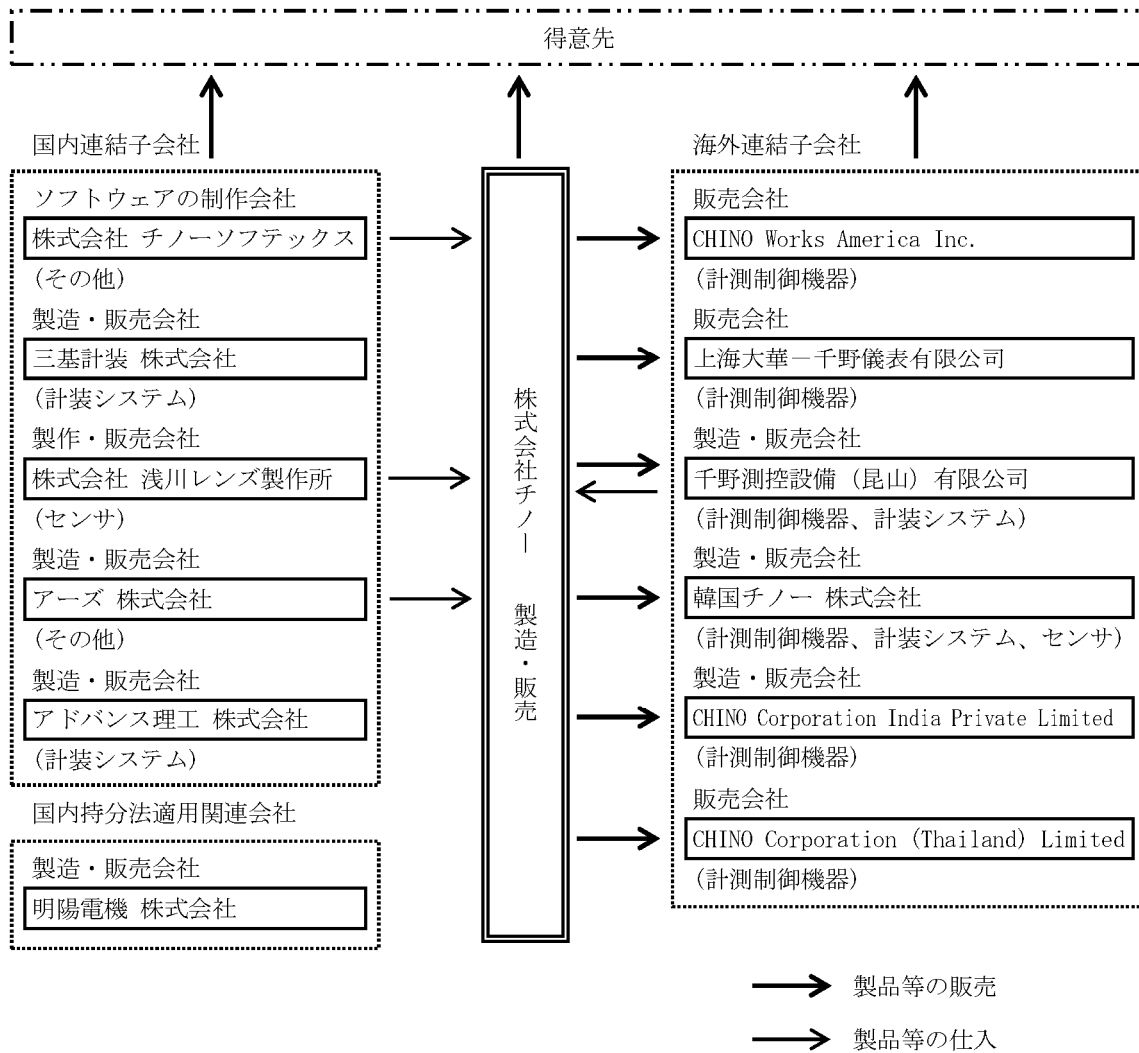 得意先
国内連結子会社
ソフトウェアの制作会社
株式会社 チノーソフテックス
(その他)
製造・販売会社
三基計装 株式会社
(計装システム)
製作・販売会社
株式会社 浅川レンズ製作所
(センサ)
製造・販売会社
アーズ 株式会社
(その他)
製造・販売会社
アドバンス理工 株式会社
(計装システム)
国内持分法適用関連会社
製造・販売会社
明陽電機 株式会社
株式会社チノー 製造・販売
海外連結子会社
販売会社
CHINO Works America Inc.
(計測制御機器)
販売会社
上海大華－千野儀表有限公司
(計測制御機器)
製造・販売会社
千野測控設備（昆山）有限公司
(計測制御機器、計装システム)
製造・販売会社
韓国チノー 株式会社
(計測制御機器、計装システム、センサ)
製造・販売会社
CHINO Corporation India Private Limited
(計測制御機器)
販売会社
CHINO Corporation (Thailand) Limited
(計測制御機器)
製品等の販売
製品等の仕入